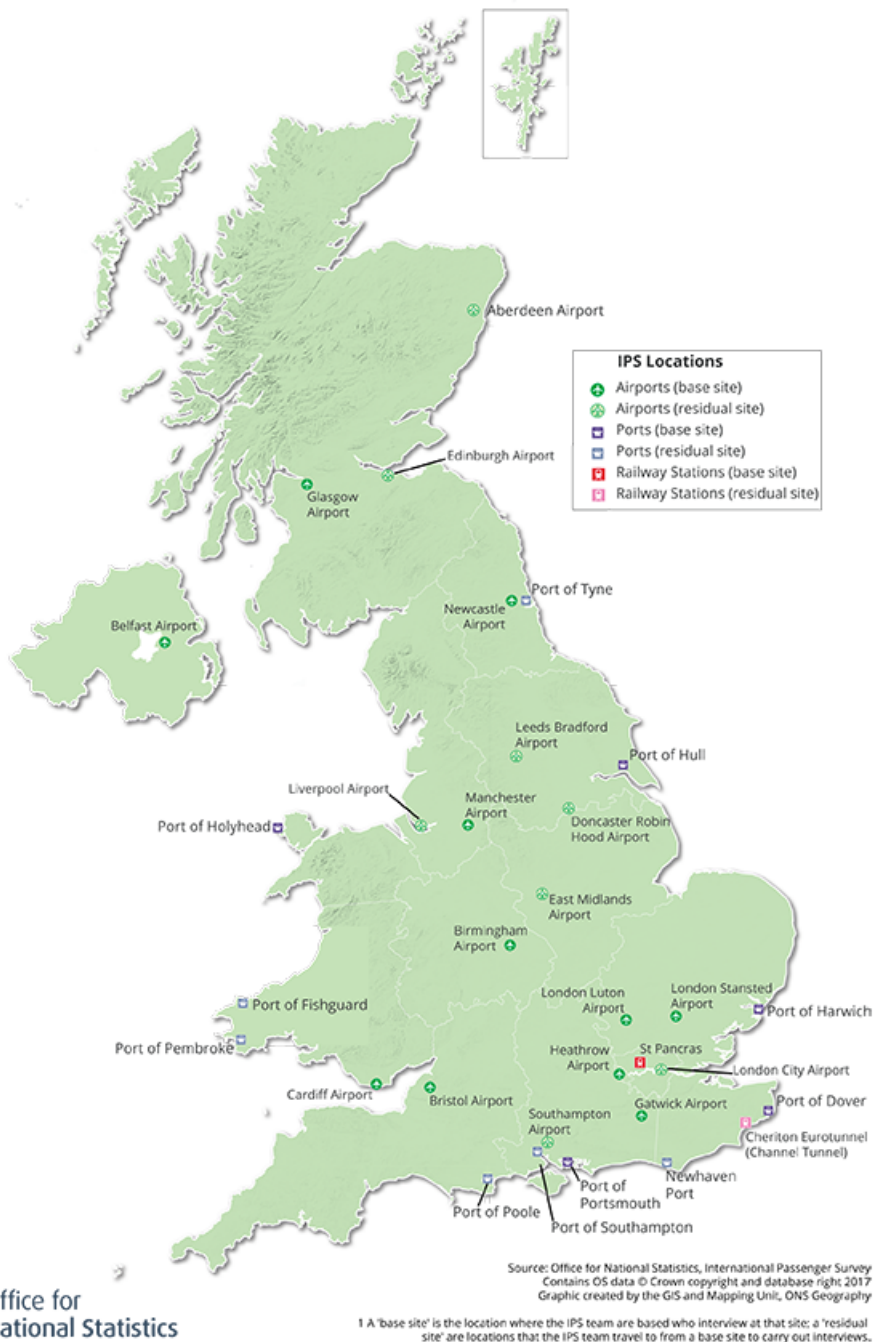 Aberdeen Airport
IPS Locations
Airports (base site)
Airports (residual site)
Ports (base site)
Ports (residual site)
Railway Stations (base site)
Railway Stations (residual site)
Edinburgh Airport
Glasgow
Airport
Port of Tyne
Newcastle
Airport
Belfast Airport
Leeds Bradford
Airport
Port of Hull
Liverpool Airport
Manchester
Airport
Port of Holyhead
Doncaster Robin
Hood Airport
East Midlands
Airport
Birmingham
Airport
London Luton
Airport
London Stansted
Airport
Port of Fishguard
Port of Harwich
Port of Pembroke
Heathrow
Airport
St Pancras
London City Airport
Cardiff Airport
Bristol Airport
Gatwick Airport
Port of Dover
Southampton
Airport
Cheriton Eurotunnel
(Channel Tunnel)
Newhaven
Port
Port of
Portsmouth
Port of Poole
Port of Southampton
Source: Office for National Statistics, International Passenger Survey
Contains OS data © Crown copyright and database right 2017
Graphic created by the GIS and Mapping Unit, ONS Geography
ffice for
ational Statistics
1 A 'base site' is the location where the IPS team are based who interview at that site; a 'residual
site' are locations that the IPS team travel to from a base site to carry out interviews.